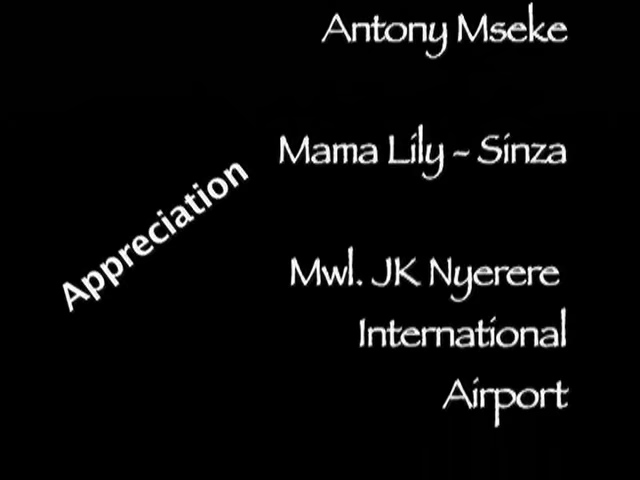 Antony Mseke
Mama Lily - Sinza
Appreciation
Mwl. JK Nyerere
International
Airport